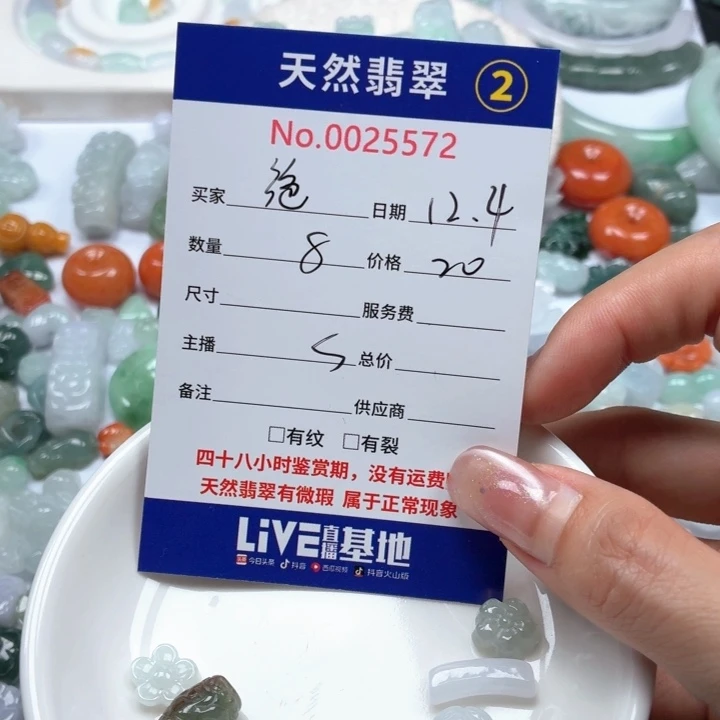 天然翡翠 2
No.0025572
买家 绝 日期 12.4
数量 8 价格 20
尺寸 服务费
主播 S 总价
备注 供应商
□有纹 □有裂
四十八小时鉴赏期，没有运费
天然翡翠有微瑕 属于正常现象
LiVE直播基地
今日头条 抖音 西瓜视频 抖音火山版